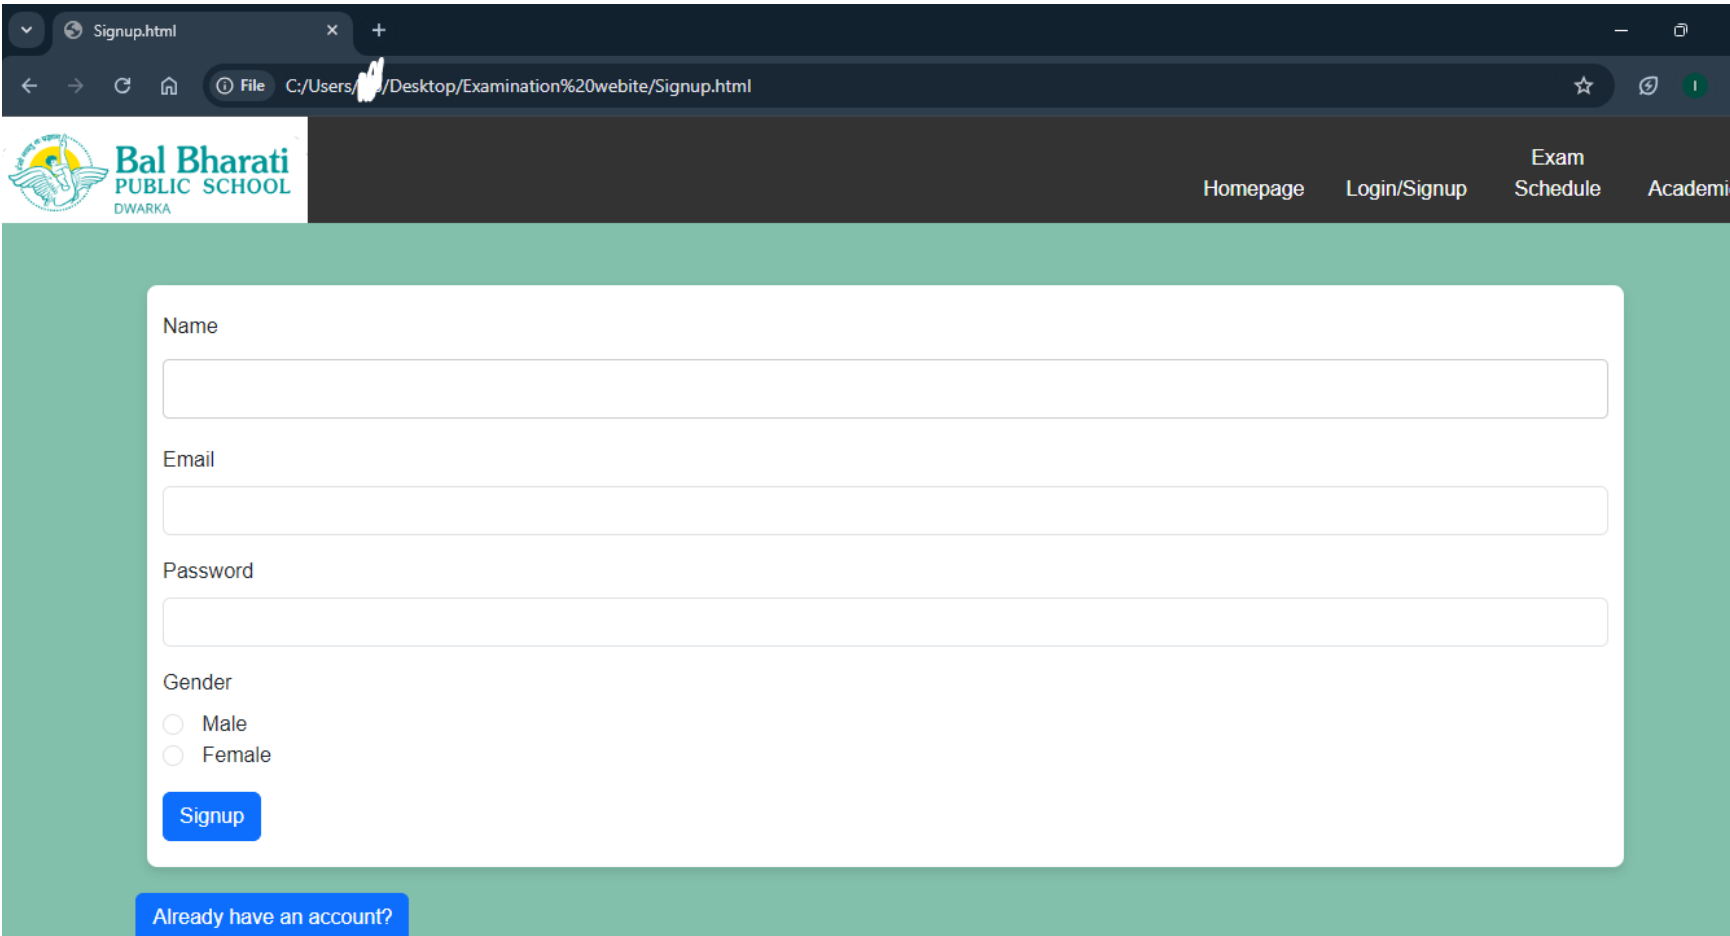 Signup.html
File C:/Users/ /Desktop/Examination%20webite/Signup.html
I
Bal Bharati
PUBLIC SCHOOL
DWARKA
Homepage Login/Signup Exam Schedule Academi
Name
Email
Password
Gender
Male
Female
Signup
Already have an account?